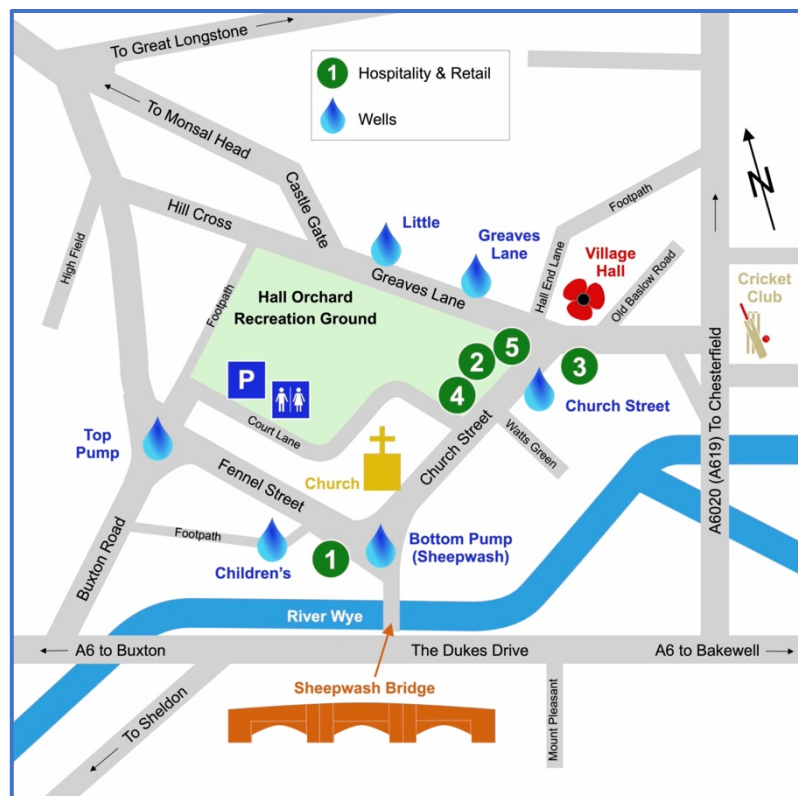 To Great Longstone
1 Hospitality & Retail
Wells
To Monsal Head
N
Castle Gate
Hill Cross
High Field
Footpath
Little
Greaves
Lane
Greaves Lane
Hall End Lane
Footpath
Village
Hall
Old Baslow Road
Cricket
Club
Hall Orchard
Recreation Ground
Footpath
P
5
2
4
3
Church Street
Church Street
Watts Green
Court Lane
Top
Pump
Church
Fennel Street
Footpath
Children's
1
Bottom Pump
(Sheepwash)
Buxton Road
A6020 (A619) To Chesterfield
River Wye
A6 to Buxton
The Dukes Drive
A6 to Bakewell
Sheepwash Bridge
To Sheldon
Mount Pleasant